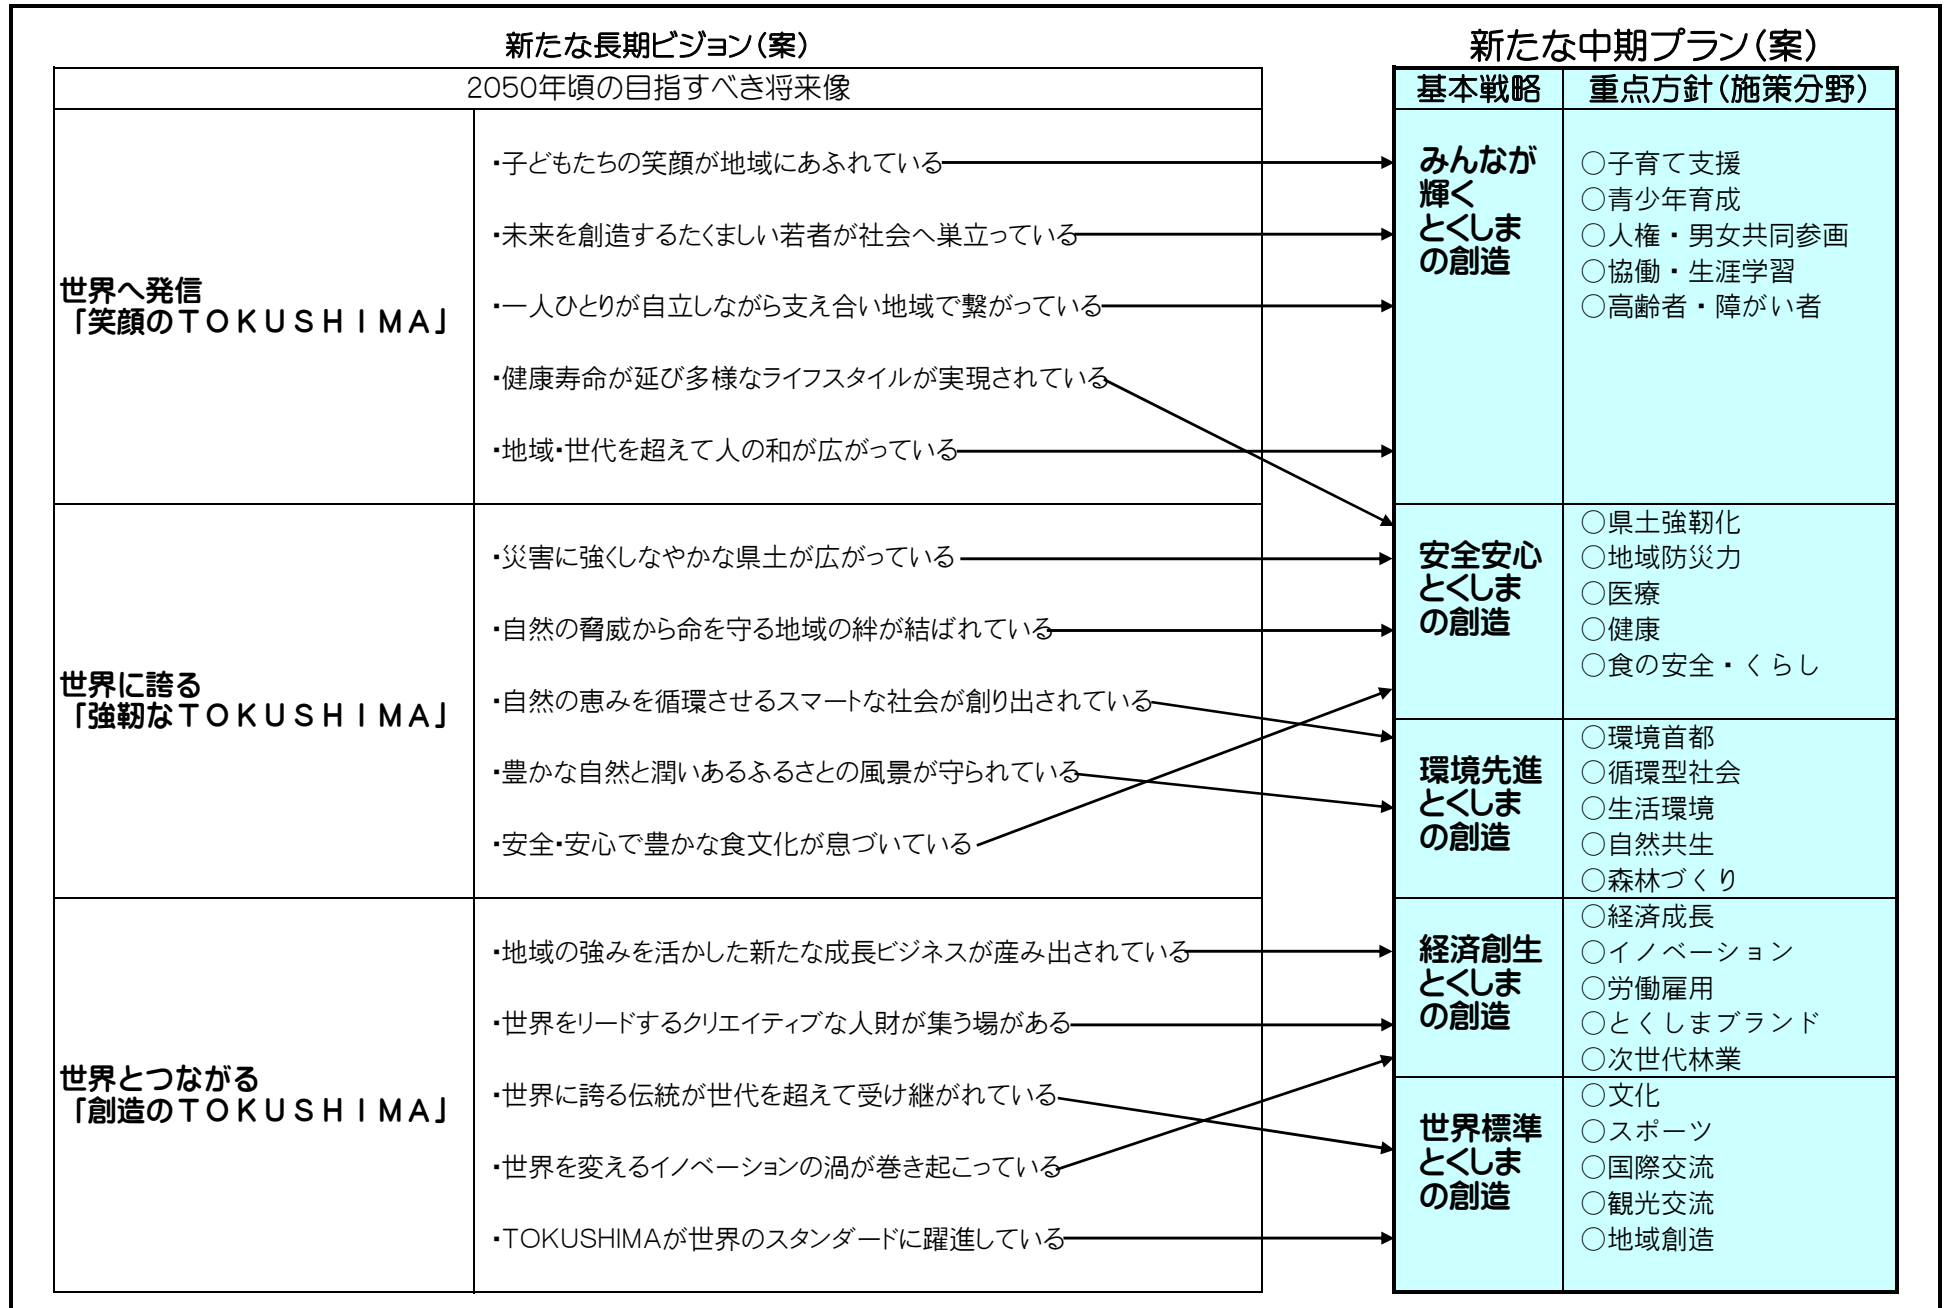 新たな長期ビジョン（案）
2050年頃の目指すべき将来像
世界へ発信
「笑顔のＴＯＫＵＳＨＩＭＡ」
・子どもたちの笑顔が地域にあふれている
・未来を創造するたくましい若者が社会へ巣立っている
・一人ひとりが自立しながら支え合い地域で繋がっている
・健康寿命が延び多様なライフスタイルが実現されている
・地域・世代を超えて人の和が広がっている
世界に誇る
「強靭なＴＯＫＵＳＨＩＭＡ」
・災害に強くしなやかな県土が広がっている
・自然の脅威から命を守る地域の絆が結ばれている
・自然の恵みを循環させるスマートな社会が創り出されている
・豊かな自然と潤いあるふるさとの風景が守られている
・安全・安心で豊かな食文化が息づいている
世界とつながる
「創造のＴＯＫＵＳＨＩＭＡ」
・地域の強みを活かした新たな成長ビジネスが産み出されている
・世界をリードするクリエイティブな人財が集う場がある
・世界に誇る伝統が世代を超えて受け継がれている
・世界を変えるイノベーションの渦が巻き起こっている
・TOKUSHIMAが世界のスタンダードに躍進している
新たな中期プラン（案）
基本戦略
重点方針（施策分野）
みんなが
輝く
とくしま
の創造
○子育て支援
○青少年育成
○人権・男女共同参画
○協働・生涯学習
○高齢者・障がい者
安全安心
とくしま
の創造
○県土強靭化
○地域防災力
○医療
○健康
○食の安全・くらし
環境先進
とくしま
の創造
○環境首都
○循環型社会
○生活環境
○自然共生
○森林づくり
経済創生
とくしま
の創造
○経済成長
○イノベーション
○労働雇用
○とくしまブランド
○次世代林業
世界標準
とくしま
の創造
○文化
○スポーツ
○国際交流
○観光交流
○地域創造